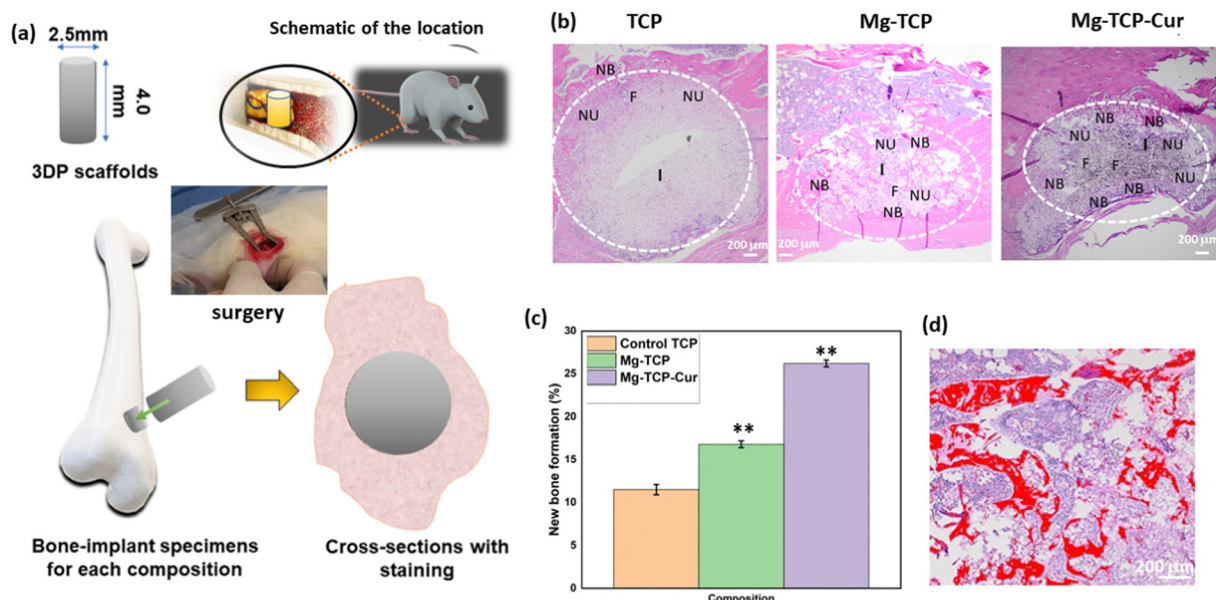 (a)
2.5mm
4.0
mm
3DP scaffolds
Schematic of the location
surgery
Bone-implant specimens
for each composition
Cross-sections with
staining
(b)
TCP
Mg-TCP
Mg-TCP-Cur
NB
F
NU
NU
I
200 µm
NU
NB
I
NB
F
NU
NB
200 µm
NB
NB
NU
I
NU
F
F
NU
NB
NB
NB
200 µm
(c)
30
25
20
15
10
5
0
New bone formation (%)
Control TCP
Mg-TCP
Mg-TCP-Cur
**
**
Composition
(d)
200 µm